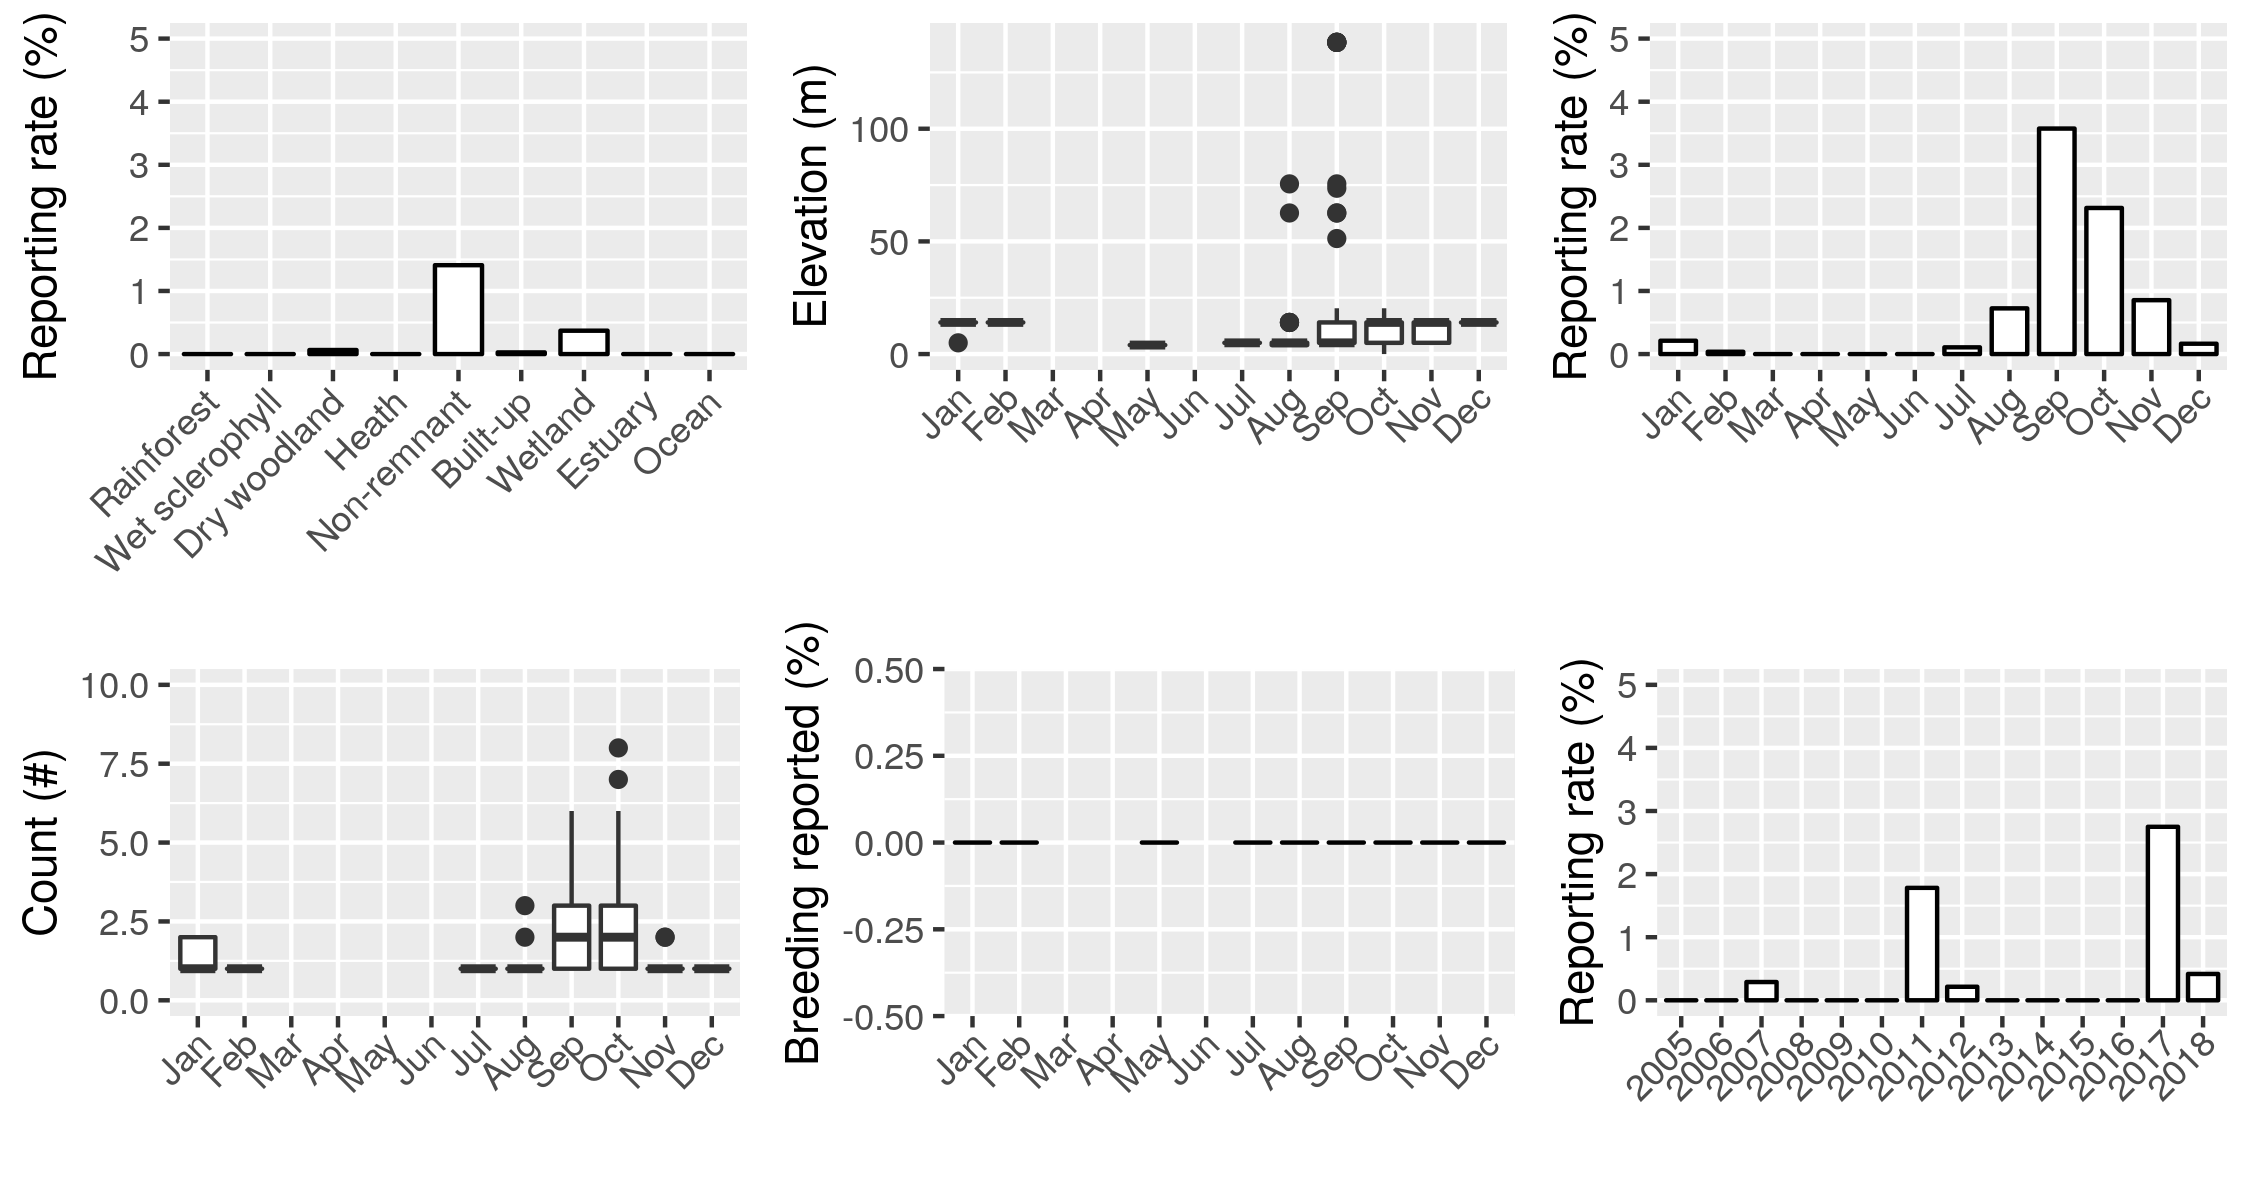 Reporting rate (%)
5
4
3
2
1
0
Rainforest
Wet sclerophyll
Dry woodland
Heath
Non-remnant
Built-up
Wetland
Estuary
Ocean
Elevation (m)
100
50
0
Jan
Feb
Mar
Apr
May
Jun
Jul
Aug
Sep
Oct
Nov
Dec
Reporting rate (%)
5
4
3
2
1
0
Jan
Feb
Mar
Apr
May
Jun
Jul
Aug
Sep
Oct
Nov
Dec
Count (#)
10.0
7.5
5.0
2.5
0.0
Jan
Feb
Mar
Apr
May
Jun
Jul
Aug
Sep
Oct
Nov
Dec
Breeding reported (%)
0.50
0.25
0.00
-0.25
-0.50
Jan
Feb
Mar
Apr
May
Jun
Jul
Aug
Sep
Oct
Nov
Dec
Reporting rate (%)
5
4
3
2
1
0
2005
2006
2007
2008
2009
2010
2011
2012
2013
2014
2015
2016
2017
2018